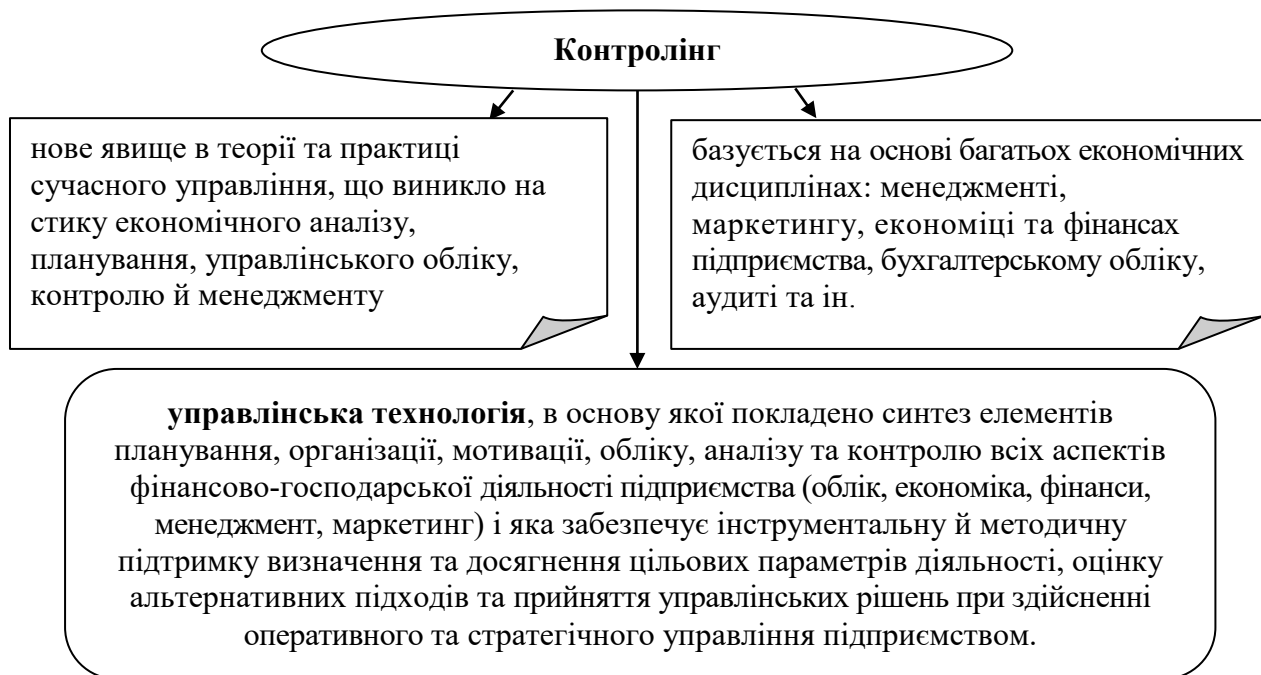 Контролінг
нове явище в теорії та практиці
сучасного управління, що виникло на
стику економічного аналізу,
планування, управлінського обліку,
контролю й менеджменту
базується на основі багатьох економічних
дисциплінах: менеджменті,
маркетингу, економіці та фінансах
підприємства, бухгалтерському обліку,
аудиті та ін.
управлінська технологія, в основу якої покладено синтез елементів
планування, організації, мотивації, обліку, аналізу та контролю всіх аспектів
фінансово-господарської діяльності підприємства (облік, економіка, фінанси,
менеджмент, маркетинг) і яка забезпечує інструментальну й методичну
підтримку визначення та досягнення цільових параметрів діяльності, оцінку
альтернативних підходів та прийняття управлінських рішень при здійсненні
оперативного та стратегічного управління підприємством.